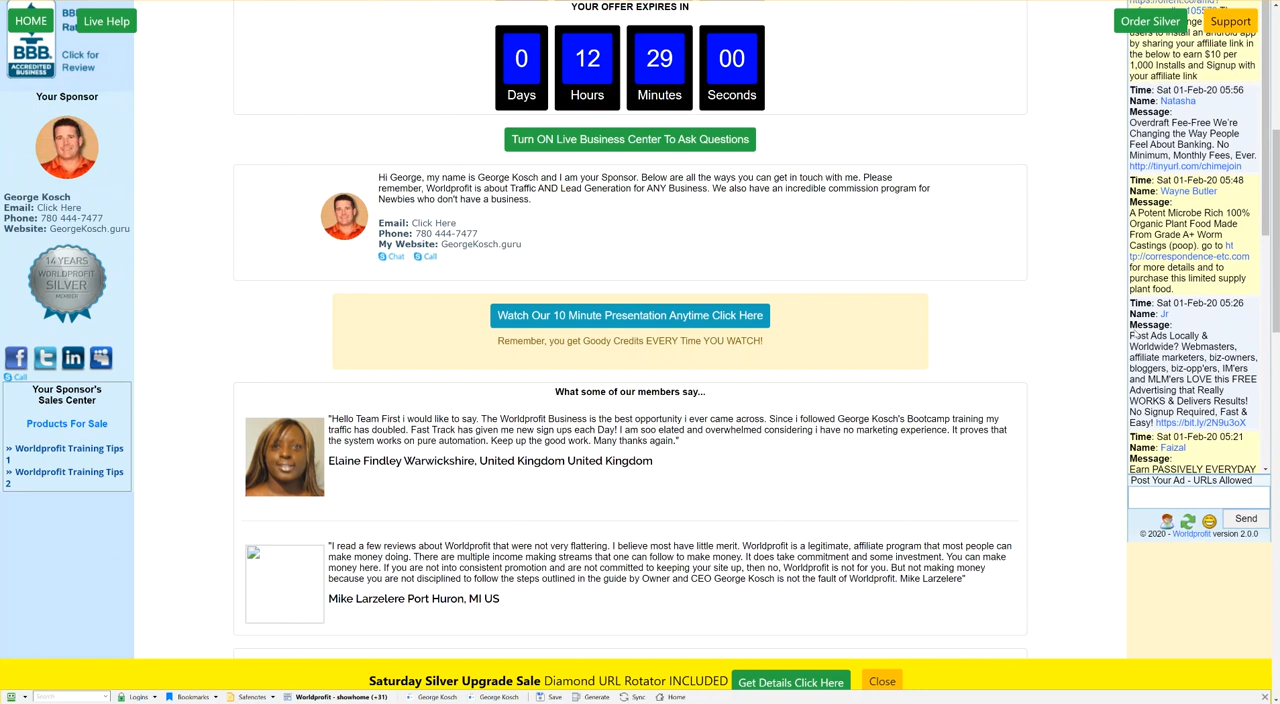 HOME
Live Help
BBB
Ra
BBB.
ACCREDITED
BUSINESS
Click for
Review
Your Sponsor
George Kosch
Email: Click Here
Phone: 780 444-7477
Website: GeorgeKosch.guru
14 YEARS
WORLDPROFIT
SILVER
MEMBER
Call
Your Sponsor's
Sales Center
Products For Sale
» Worldprofit Training Tips
1
» Worldprofit Training Tips
2
YOUR OFFER EXPIRES IN
0 12 29 00
Days Hours Minutes Seconds
Turn ON Live Business Center To Ask Questions
Hi George, my name is George Kosch and I am your Sponsor. Below are all the ways you can get in touch with me. Please
remember, Worldprofit is about Traffic AND Lead Generation for ANY Business. We also have an incredible commission program for
Newbies who don't have a business.
Email: Click Here
Phone: 780 444-7477
My Website: GeorgeKosch.guru
Chat Call
Watch Our 10 Minute Presentation Anytime Click Here
Remember, you get Goody Credits EVERY Time YOU WATCH!
What some of our members say...
"Hello Team First i would like to say. The Worldprofit Business is the best opportunity i ever came across. Since i followed George Kosch's Bootcamp training my
traffic has doubled. Fast Track has given me new sign ups each Day! I am soo elated and overwhelmed considering i have no marketing experience. It proves that
the system works on pure automation. Keep up the good work. Many thanks again."
Elaine Findley Warwickshire, United Kingdom United Kingdom
"I read a few reviews about Worldprofit that were not very flattering. I believe most have little merit. Worldprofit is a legitimate, affiliate program that most people can
make money doing. There are multiple income making streams that one can follow to make money. It does take commitment and some investment. You can make
money here. If you are not into consistent promotion and are not committed to keeping your site up, then no, Worldprofit is not for you. But not making money
because you are not disciplined to follow the steps outlined in the guide by Owner and CEO George Kosch is not the fault of Worldprofit. Mike Larzelere"
Mike Larzelere Port Huron, MI US
Order Silver
Support
nge
users to install an android app
by sharing your affiliate link in
the below to earn $10 per
1,000 Installs and Signup with
your affiliate link
Time: Sat 01-Feb-20 05:56
Name: Natasha
Message:
Overdraft Fee-Free We're
Changing the Way People
Feel About Banking. No
Minimum, Monthly Fees, Ever.
http://tinyurl.com/chimejoin
Time: Sat 01-Feb-20 05:48
Name: Wayne Butler
Message:
A Potent Microbe Rich 100%
Organic Plant Food Made
From Grade A+ Worm
Castings (poop). go to ht
tp://correspondence-etc.com
for more details and to
purchase this limited supply
plant food.
Time: Sat 01-Feb-20 05:26
Name: Jr
Message:
Post Ads Locally &
Worldwide? Webmasters,
affiliate marketers, biz-owners,
bloggers, biz-opp'ers, IM'ers
and MLM'ers LOVE this FREE
Advertising that Really
WORKS & Delivers Results!
No Signup Required, Fast &
Easy! https://bit.ly/2N9u3oX
Time: Sat 01-Feb-20 05:21
Name: Faizal
Message:
Earn PASSIVELY EVERYDAY
Post Your Ad - URLs Allowed
Send
© 2020 - Worldprofit version 2.0.0
Saturday Silver Upgrade Sale Diamond URL Rotator INCLUDED Get Details Click Here Close
Search Logins Bookmarks Safenotes Worldprofit - showhome (+31) George Kosch George Kosch Save Generate Sync Home